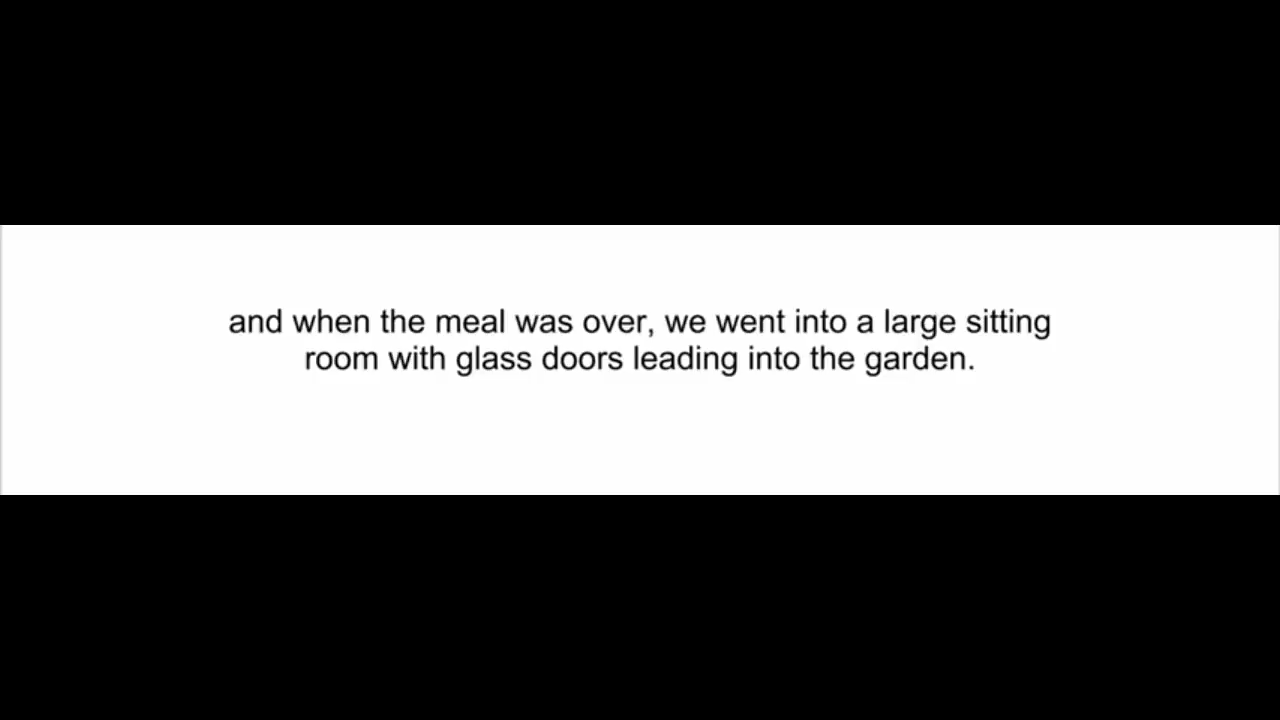 and when the meal was over, we went into a large sitting
room with glass doors leading into the garden.